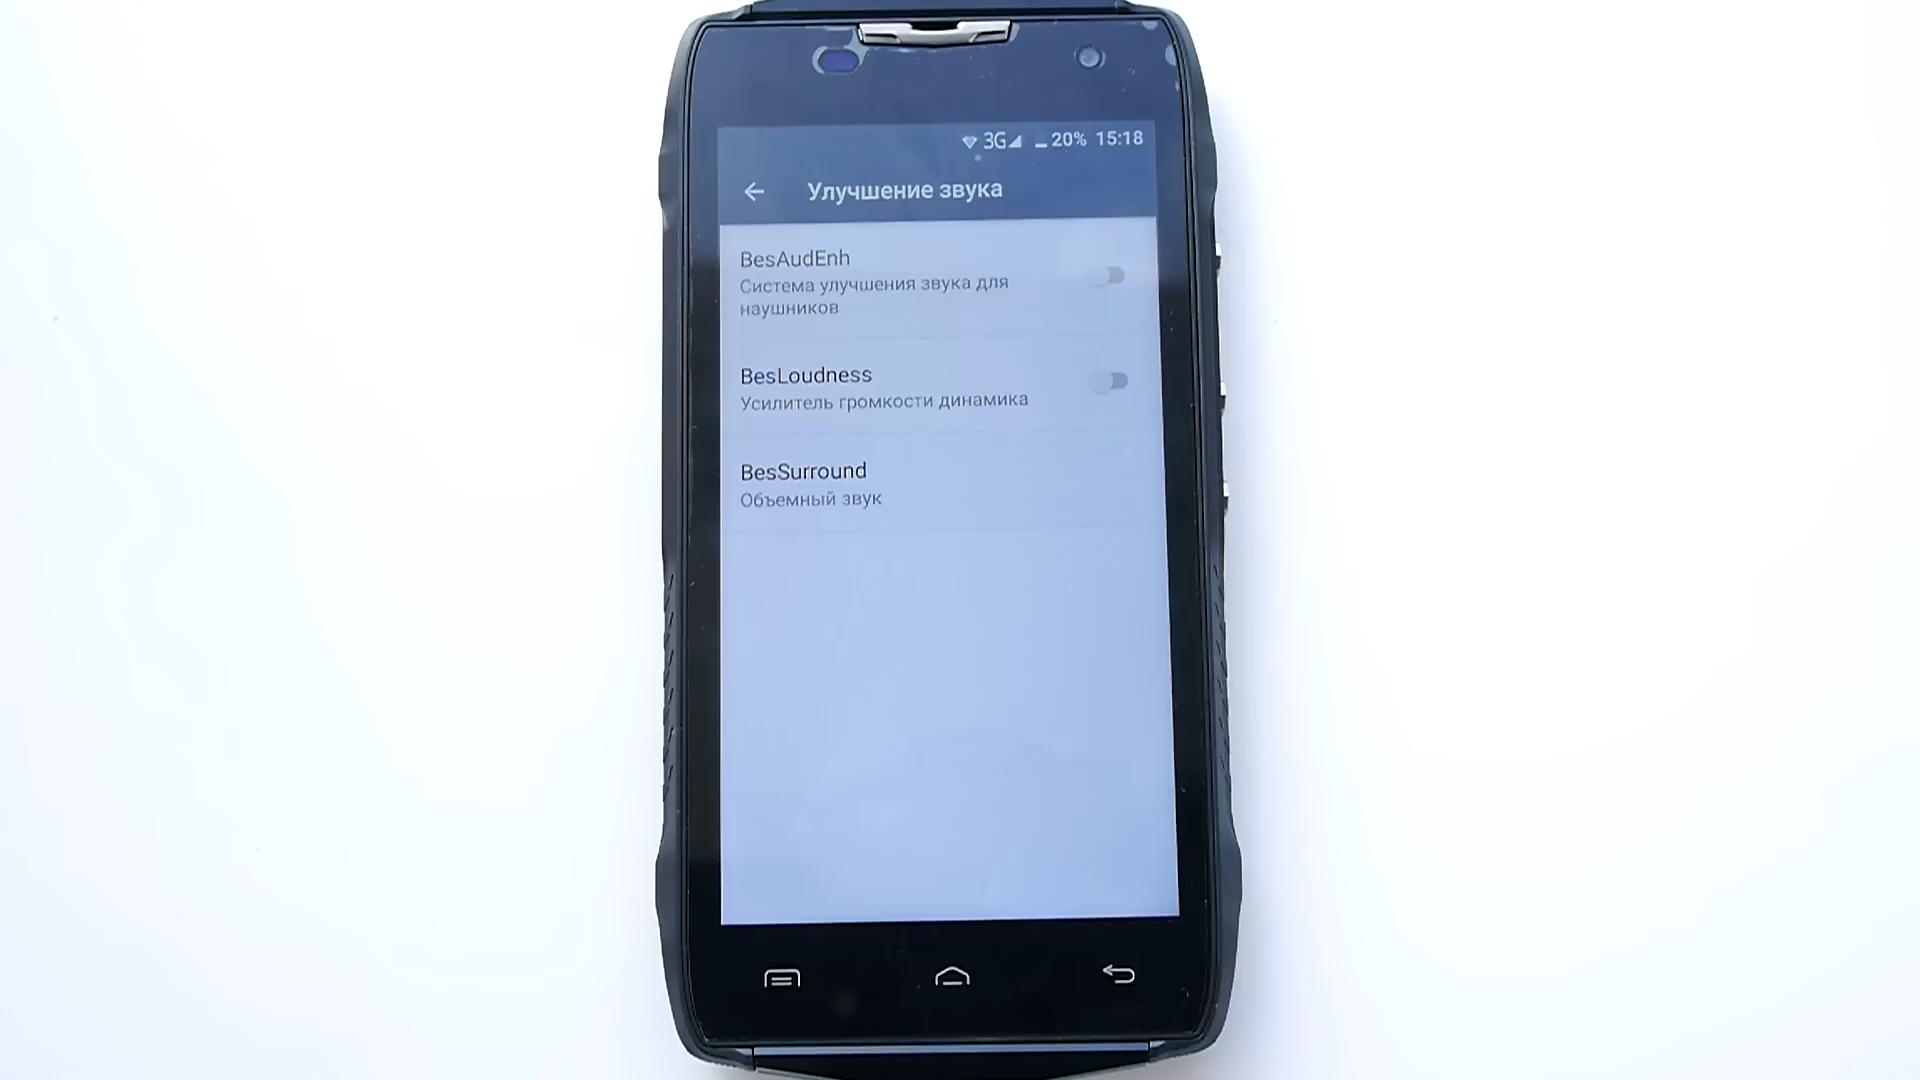 3G 20% 15:18
Улучшение звука
BesAudEnh
Система улучшения звука для
наушников
BesLoudness
Усилитель громкости динамика
BesSurround
Объемный звук